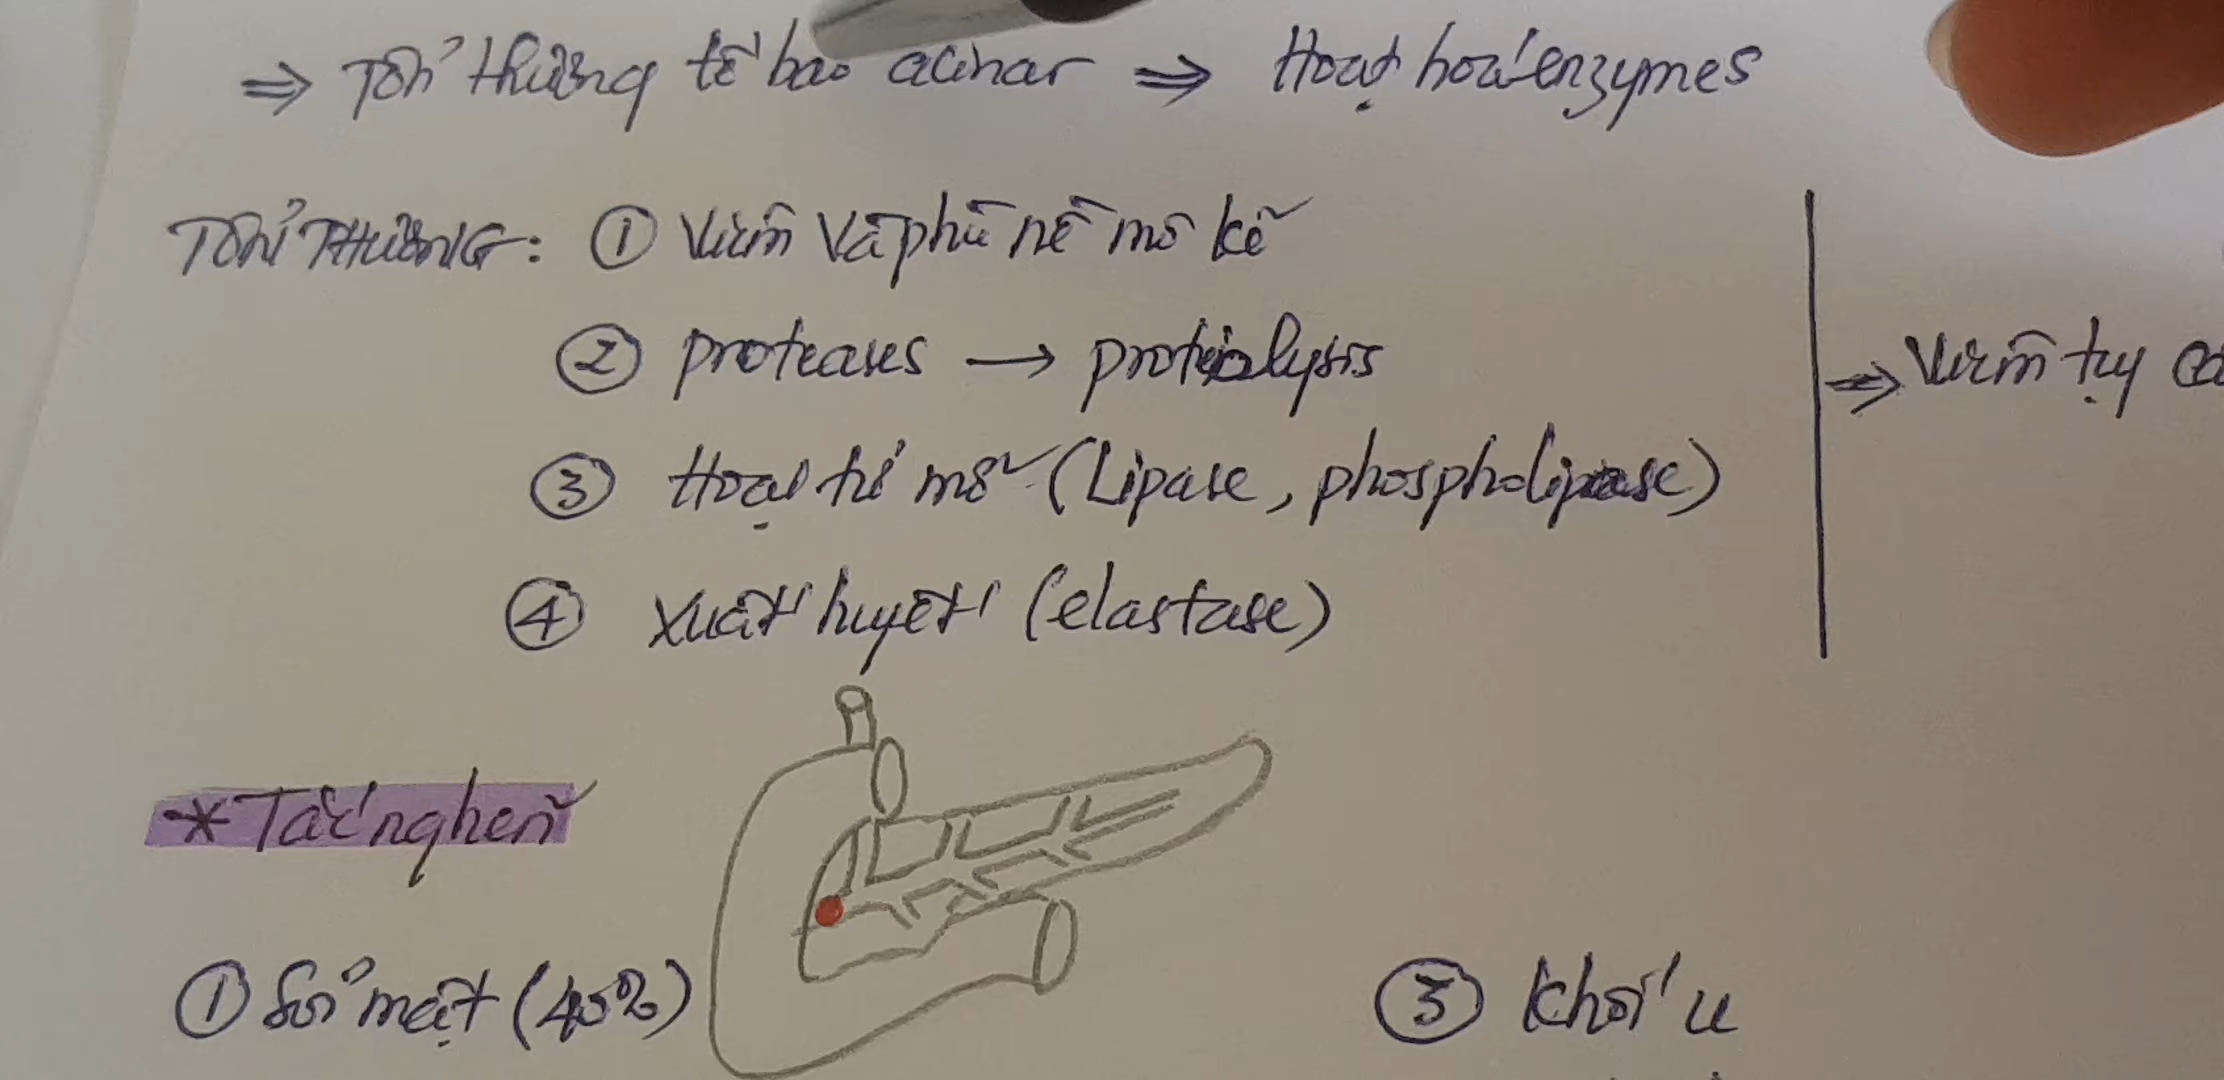 ⇒ Tổn thương tế bào acinar ⇒ Hoạt hoá enzymes
TỔN THƯƠNG: ① Viêm và phù nề mô kẽ
② proteases → proteolysis
⇒ Viêm tụy
③ Hoại tử mỡ (Lipase, phospholipase)
④ Xuất huyết (elastase)
* Tắc nghẽn
① Sỏi mật (40%)
③ Khối u